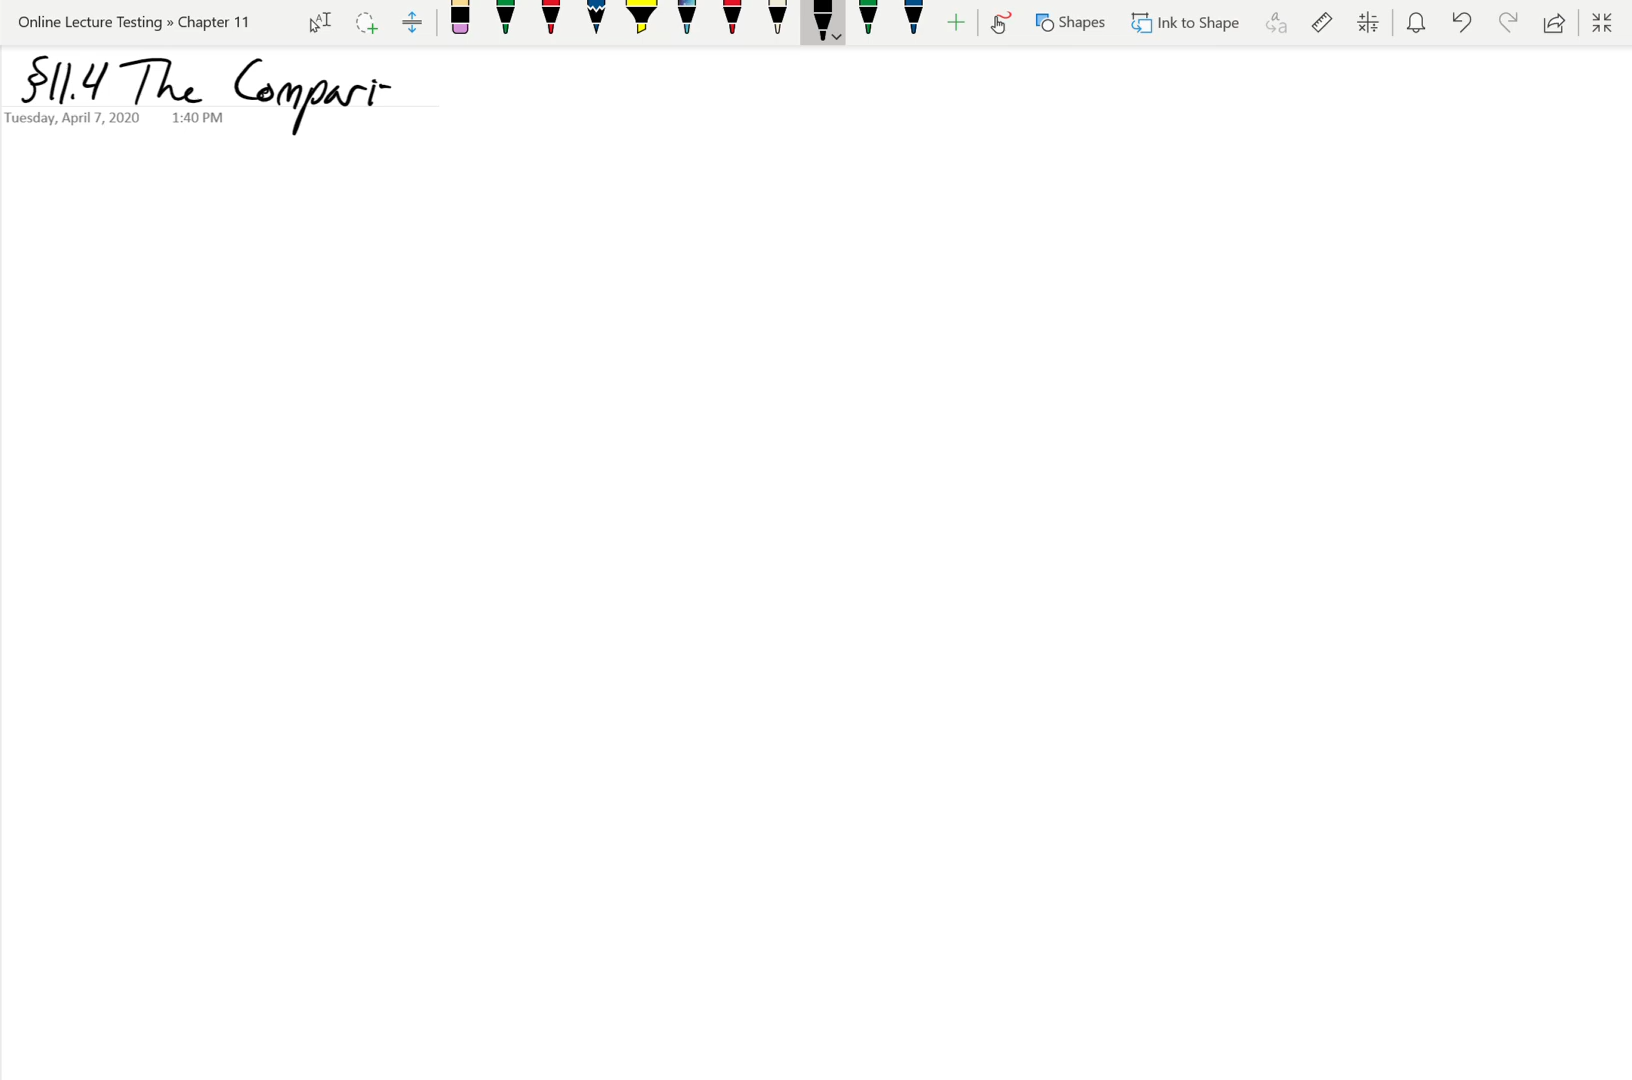 Online Lecture Testing » Chapter 11
Shapes
Ink to Shape
§11.4 The Compari
Tuesday, April 7, 2020 1:40 PM